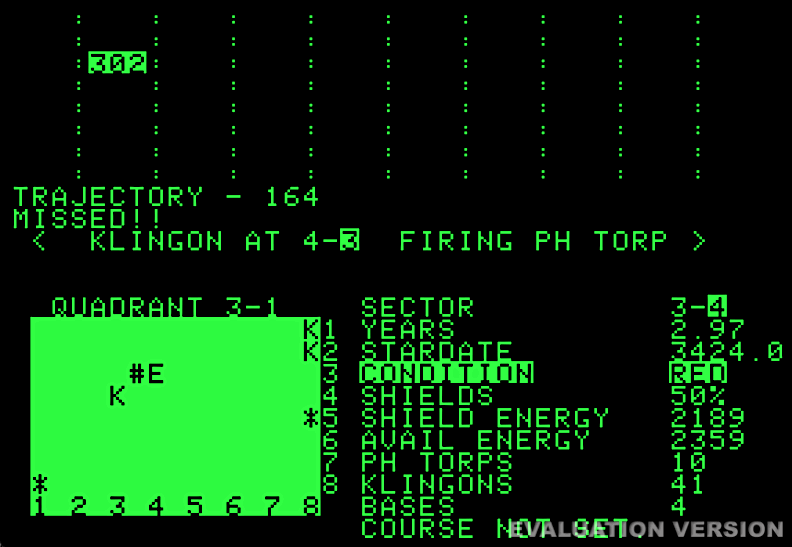 : : : : : : : : :
: : : : : : : : :
: 302 : : : : : : : :
: : : : : : : : :
: : : : : : : : :
: : : : : : : : :
: : : : : : : : :
: : : : : : : : :
TRAJECTORY - 164
MISSED!!
< KLINGON AT 4-3 FIRING PH TORP >
QUADRANT 3-1 SECTOR 3-4
K1 YEARS 2.97
K2 STARDATE 3424.0
#E 3 CONDITION RED
K 4 SHIELDS 50%
*5 SHIELD ENERGY 2189
6 AVAIL ENERGY 2359
7 PH TORPS 10
* 8 KLINGONS 41
1 2 3 4 5 6 7 8 BASES 4
COURSE NOT SET.
EVALUATION VERSION